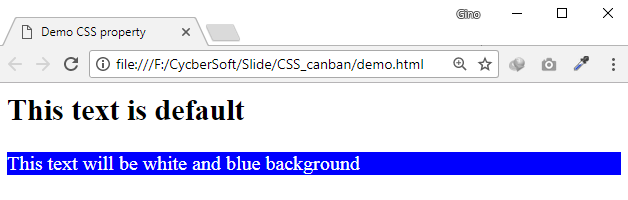 Gino
Demo CSS property
file:///F:/CycberSoft/Slide/CSS_canban/demo.html
This text is default
This text will be white and blue background